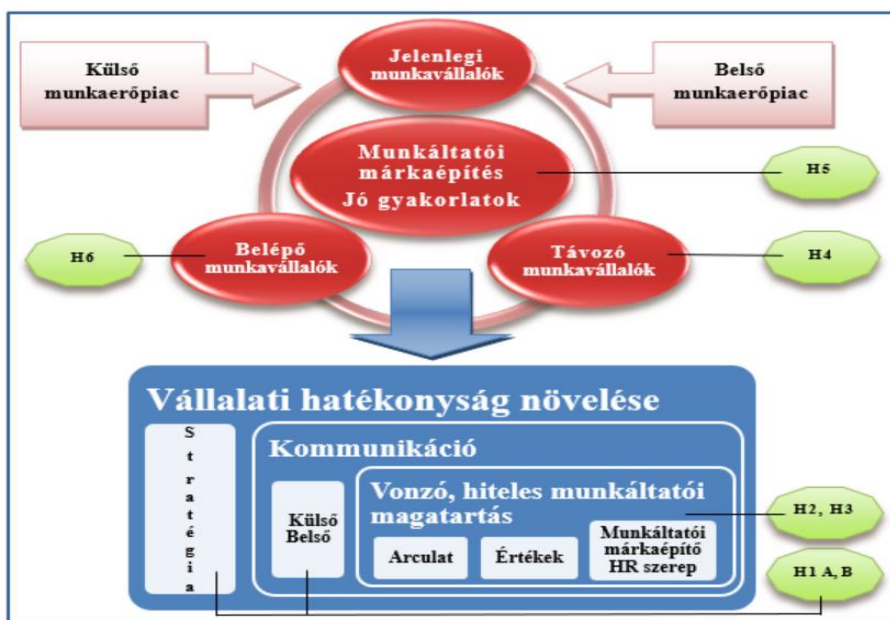 Külső
munkaerőpiac
Jelenlegi
munkavállalók
Belső
munkaerőpiac
Munkáltatói
márkaépítés
Jó gyakorlatok
H5
H6
Belépő
munkavállalók
Távozó
munkavállalók
H4
Vállalati hatékonyság növelése
Stratégia
Kommunikáció
Külső
Belső
Vonzó, hiteles munkáltatói
magatartás
Arculat
Értékek
Munkáltatói
márkaépítő
HR szerep
H2, H3
H1 A, B